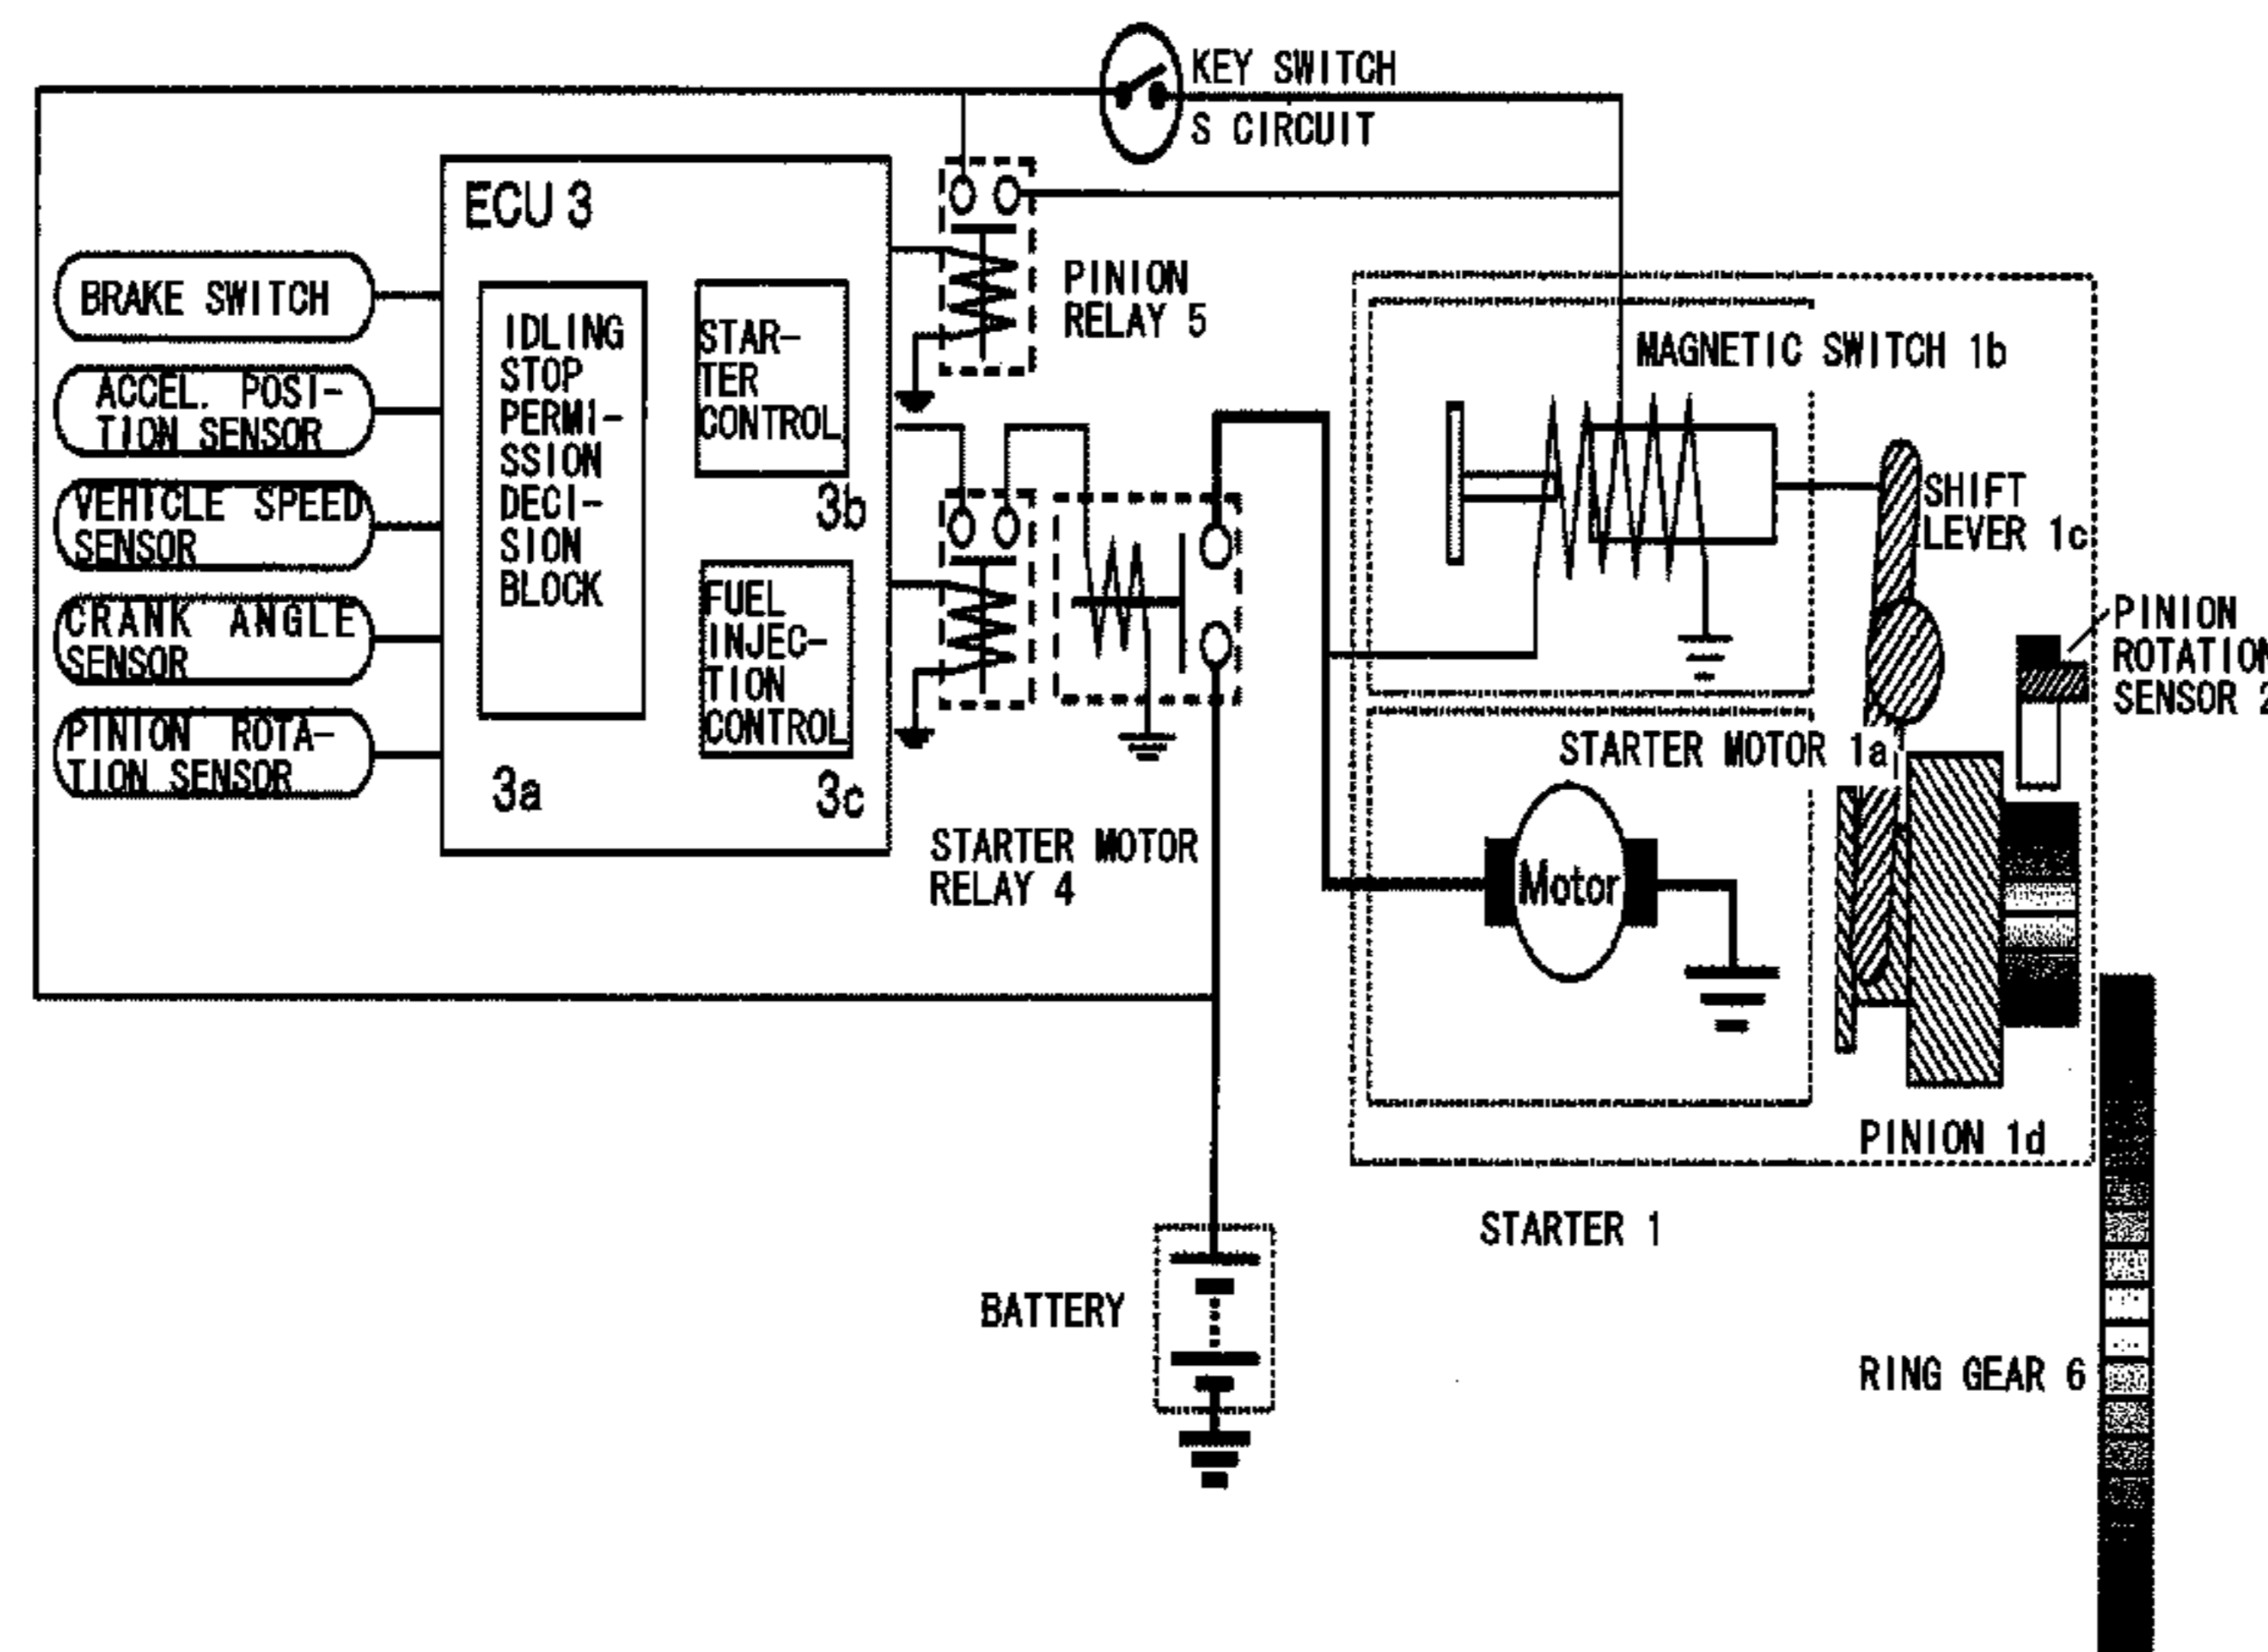 KEY SWITCH
S CIRCUIT
ECU 3
BRAKE SWITCH
ACCEL. POSI-
TION SENSOR
VEHICLE SPEED
SENSOR
CRANK ANGLE
SENSOR
PINION ROTA-
TION SENSOR
IDLING
STOP
PERMI-
SSION
DECI-
SION
BLOCK
3a
STAR-
TER
CONTROL
3b
FUEL
INJEC-
TION
CONTROL
3c
PINION
RELAY 5
STARTER MOTOR
RELAY 4
MAGNETIC SWITCH 1b
SHIFT
LEVER 1c
PINION
ROTATION
SENSOR 2
STARTER MOTOR 1a
Motor
PINION 1d
STARTER 1
BATTERY
RING GEAR 6